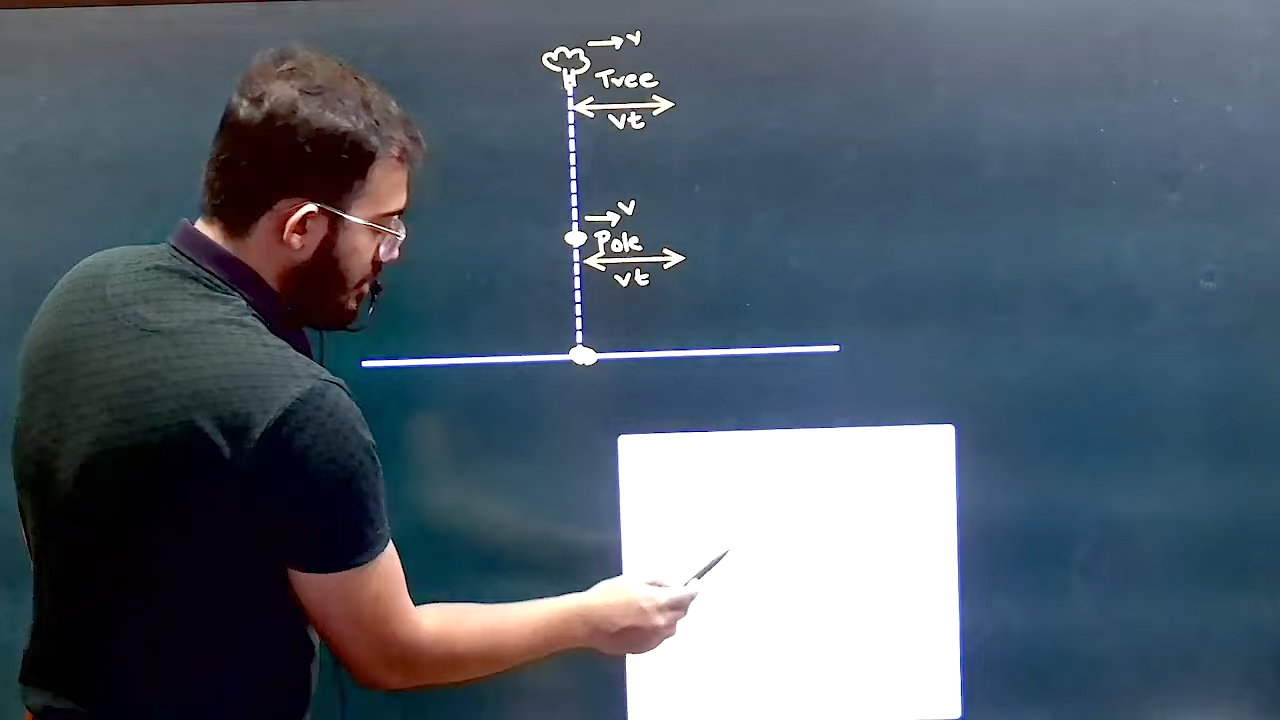 → v
Tree
vt
→ v
Pole
vt